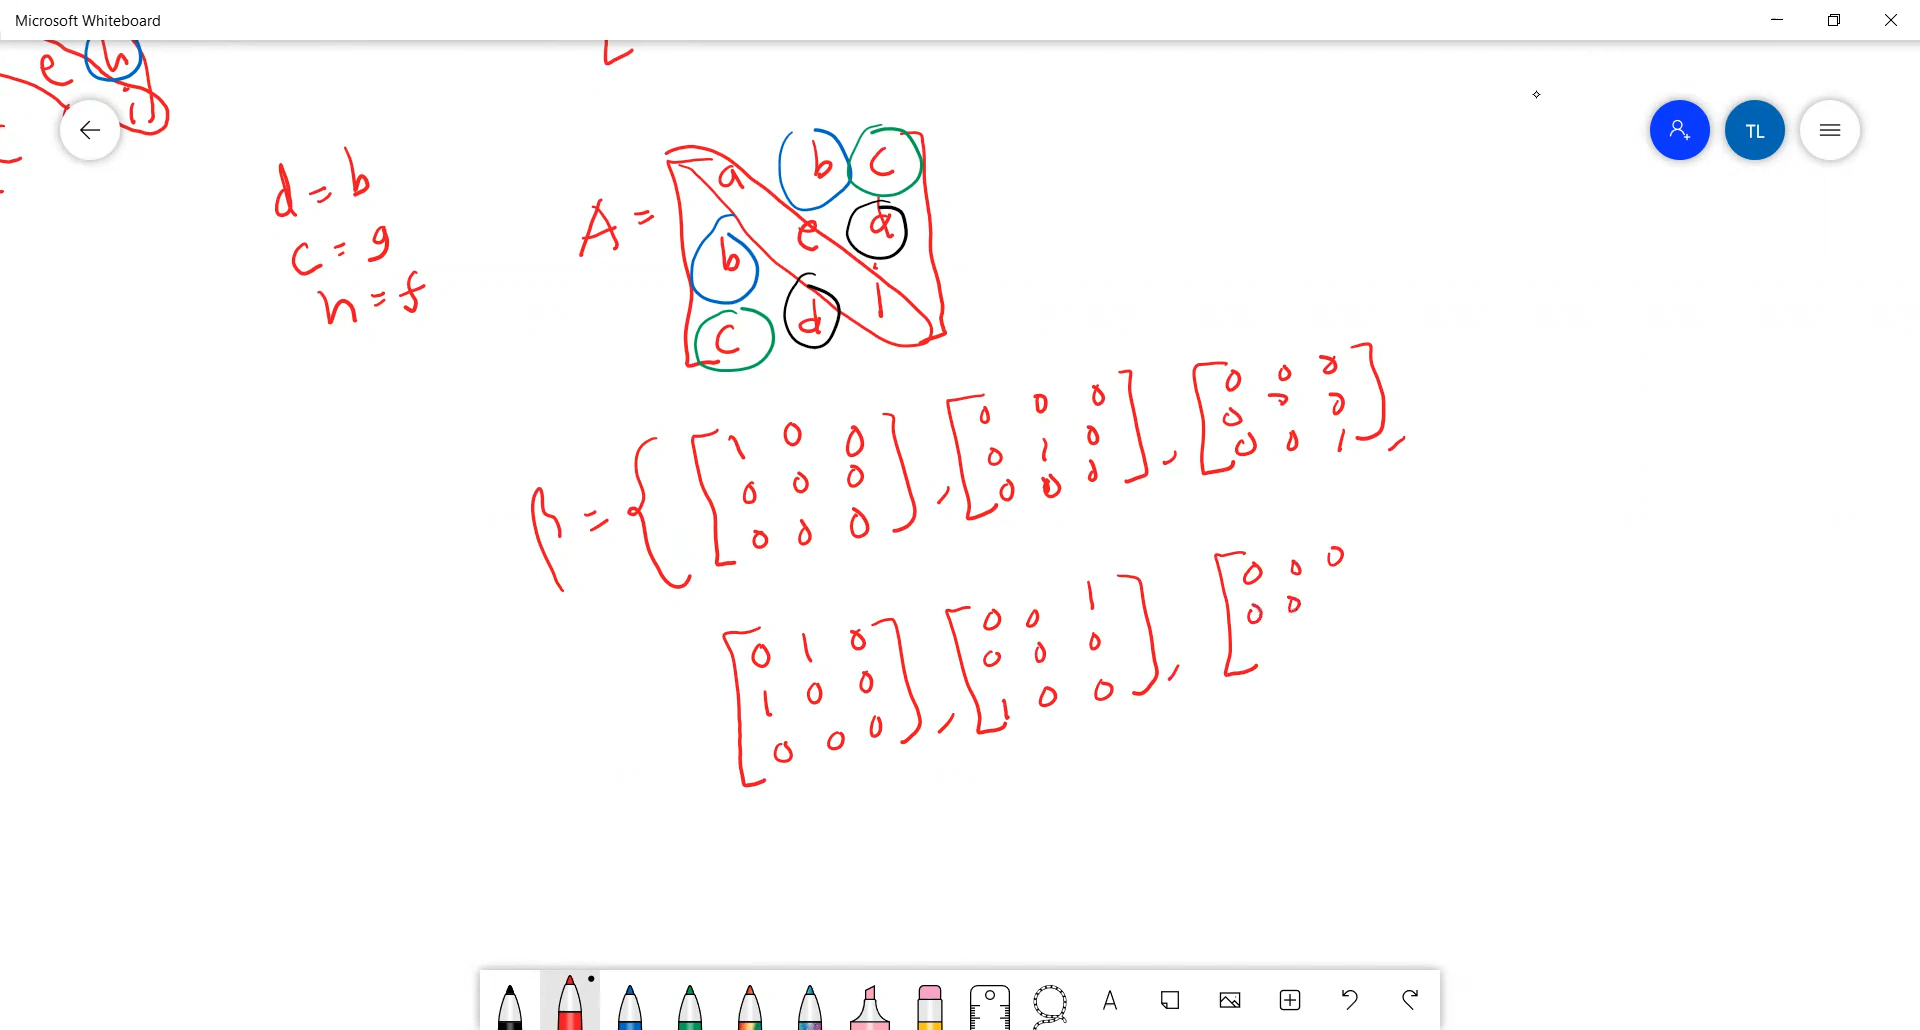 Microsoft Whiteboard
e h
i
TL
d = b
c = g
h = f
A = [ a b c
b e d
c d i ]
β = { [ 1 0 0
0 0 0
0 0 0 ] , [ 0 0 0
0 1 0
0 0 0 ] , [ 0 0 0
0 0 0
0 0 1 ] ,
[ 0 1 0
1 0 0
0 0 0 ] , [ 0 0 1
0 0 0
1 0 0 ] , [ 0 0 0
0 0
A